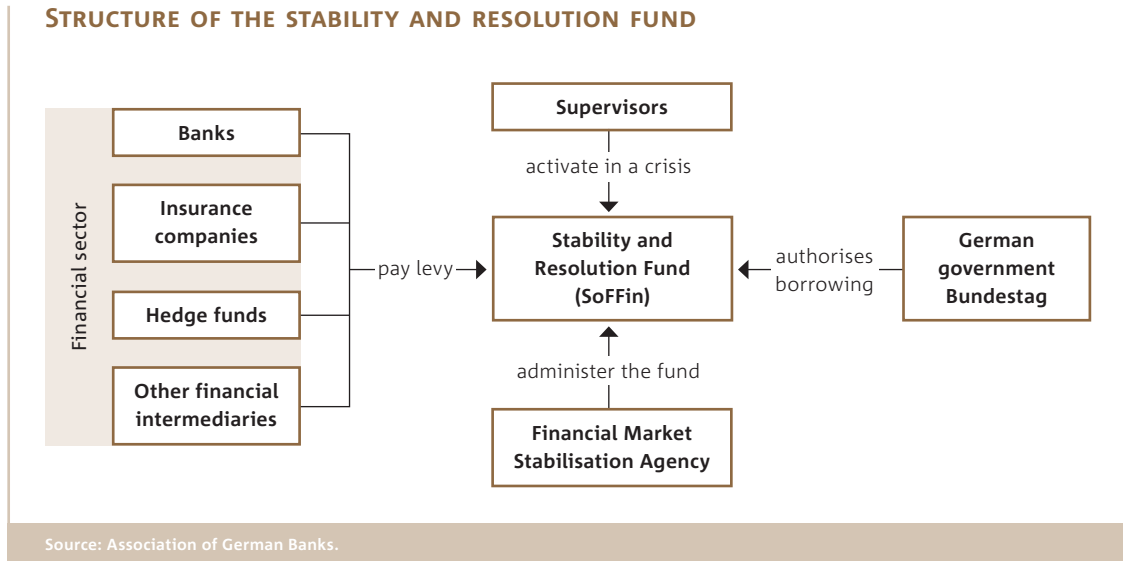 STRUCTURE OF THE STABILITY AND RESOLUTION FUND
Financial sector
Banks
Insurance
companies
Hedge funds
Other financial
intermediaries
pay levy
Supervisors
activate in a crisis
Stability and
Resolution Fund
(SoFFin)
administer the fund
Financial Market
Stabilisation Agency
authorises
borrowing
German
government
Bundestag
Source: Association of German Banks.